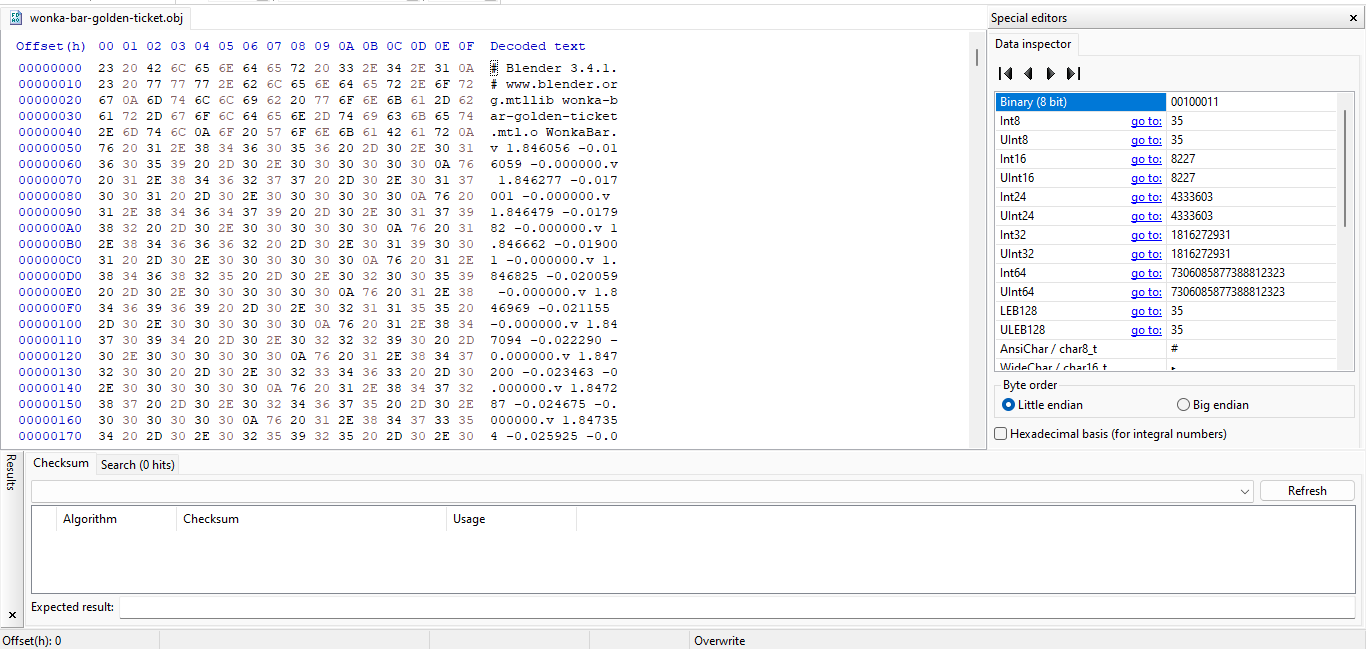 wonka-bar-golden-ticket.obj
Offset(h) 00 01 02 03 04 05 06 07 08 09 0A 0B 0C 0D 0E 0F Decoded text
00000000 23 20 42 6C 65 6E 64 65 72 20 33 2E 34 2E 31 0A # Blender 3.4.1.
00000010 23 20 77 77 77 2E 62 6C 65 6E 64 65 72 2E 6F 72 # www.blender.or
00000020 67 0A 6D 74 6C 6C 69 62 20 77 6F 6E 6B 61 2D 62 g.mtllib wonka-b
00000030 61 72 2D 67 6F 6C 64 65 6E 2D 74 69 63 6B 65 74 ar-golden-ticket
00000040 2E 6D 74 6C 0A 6F 20 57 6F 6E 6B 61 42 61 72 0A .mtl.o WonkaBar.
00000050 76 20 31 2E 38 34 36 30 35 36 20 2D 30 2E 30 31 v 1.846056 -0.01
00000060 36 30 35 39 20 2D 30 2E 30 30 30 30 30 30 0A 76 6059 -0.000000.v
00000070 20 31 2E 38 34 36 32 37 37 20 2D 30 2E 30 31 37 1.846277 -0.017
00000080 30 30 31 20 2D 30 2E 30 30 30 30 30 30 0A 76 20 001 -0.000000.v
00000090 31 2E 38 34 36 34 37 39 20 2D 30 2E 30 31 37 39 1.846479 -0.0179
000000A0 38 32 20 2D 30 2E 30 30 30 30 30 30 0A 76 20 31 82 -0.000000.v 1
000000B0 2E 38 34 36 36 36 32 20 2D 30 2E 30 31 39 30 30 .846662 -0.01900
000000C0 31 20 2D 30 2E 30 30 30 30 30 30 0A 76 20 31 2E 1 -0.000000.v 1.
000000D0 38 34 36 38 32 35 20 2D 30 2E 30 32 30 30 35 39 846825 -0.020059
000000E0 20 2D 30 2E 30 30 30 30 30 30 0A 76 20 31 2E 38 -0.000000.v 1.8
000000F0 34 36 39 36 39 20 2D 30 2E 30 32 31 31 35 35 20 46969 -0.021155
00000100 2D 30 2E 30 30 30 30 30 30 0A 76 20 31 2E 38 34 -0.000000.v 1.84
00000110 37 30 39 34 20 2D 30 2E 30 32 32 32 39 30 20 2D 7094 -0.022290 -
00000120 30 2E 30 30 30 30 30 30 0A 76 20 31 2E 38 34 37 0.000000.v 1.847
00000130 32 30 30 20 2D 30 2E 30 32 33 34 36 33 20 2D 30 200 -0.023463 -0
00000140 2E 30 30 30 30 30 30 0A 76 20 31 2E 38 34 37 32 .000000.v 1.8472
00000150 38 37 20 2D 30 2E 30 32 34 36 37 35 20 2D 30 2E 87 -0.024675 -0.
00000160 30 30 30 30 30 30 0A 76 20 31 2E 38 34 37 33 35 000000.v 1.84735
00000170 34 20 2D 30 2E 30 32 35 39 32 35 20 2D 30 2E 30 4 -0.025925 -0.0
Special editors
Data inspector
Binary (8 bit) 00100011
Int8 go to: 35
UInt8 go to: 35
Int16 go to: 8227
UInt16 go to: 8227
Int24 go to: 4333603
UInt24 go to: 4333603
Int32 go to: 1816272931
UInt32 go to: 1816272931
Int64 go to: 7306085877388812323
UInt64 go to: 7306085877388812323
LEB128 go to: 35
ULEB128 go to: 35
AnsiChar / char8_t #
WideChar / char16_t
Byte order
Little endian Big endian
Hexadecimal basis (for integral numbers)
Results
Checksum Search (0 hits)
Refresh
Algorithm Checksum Usage
Expected result:
Offset(h): 0 Overwrite